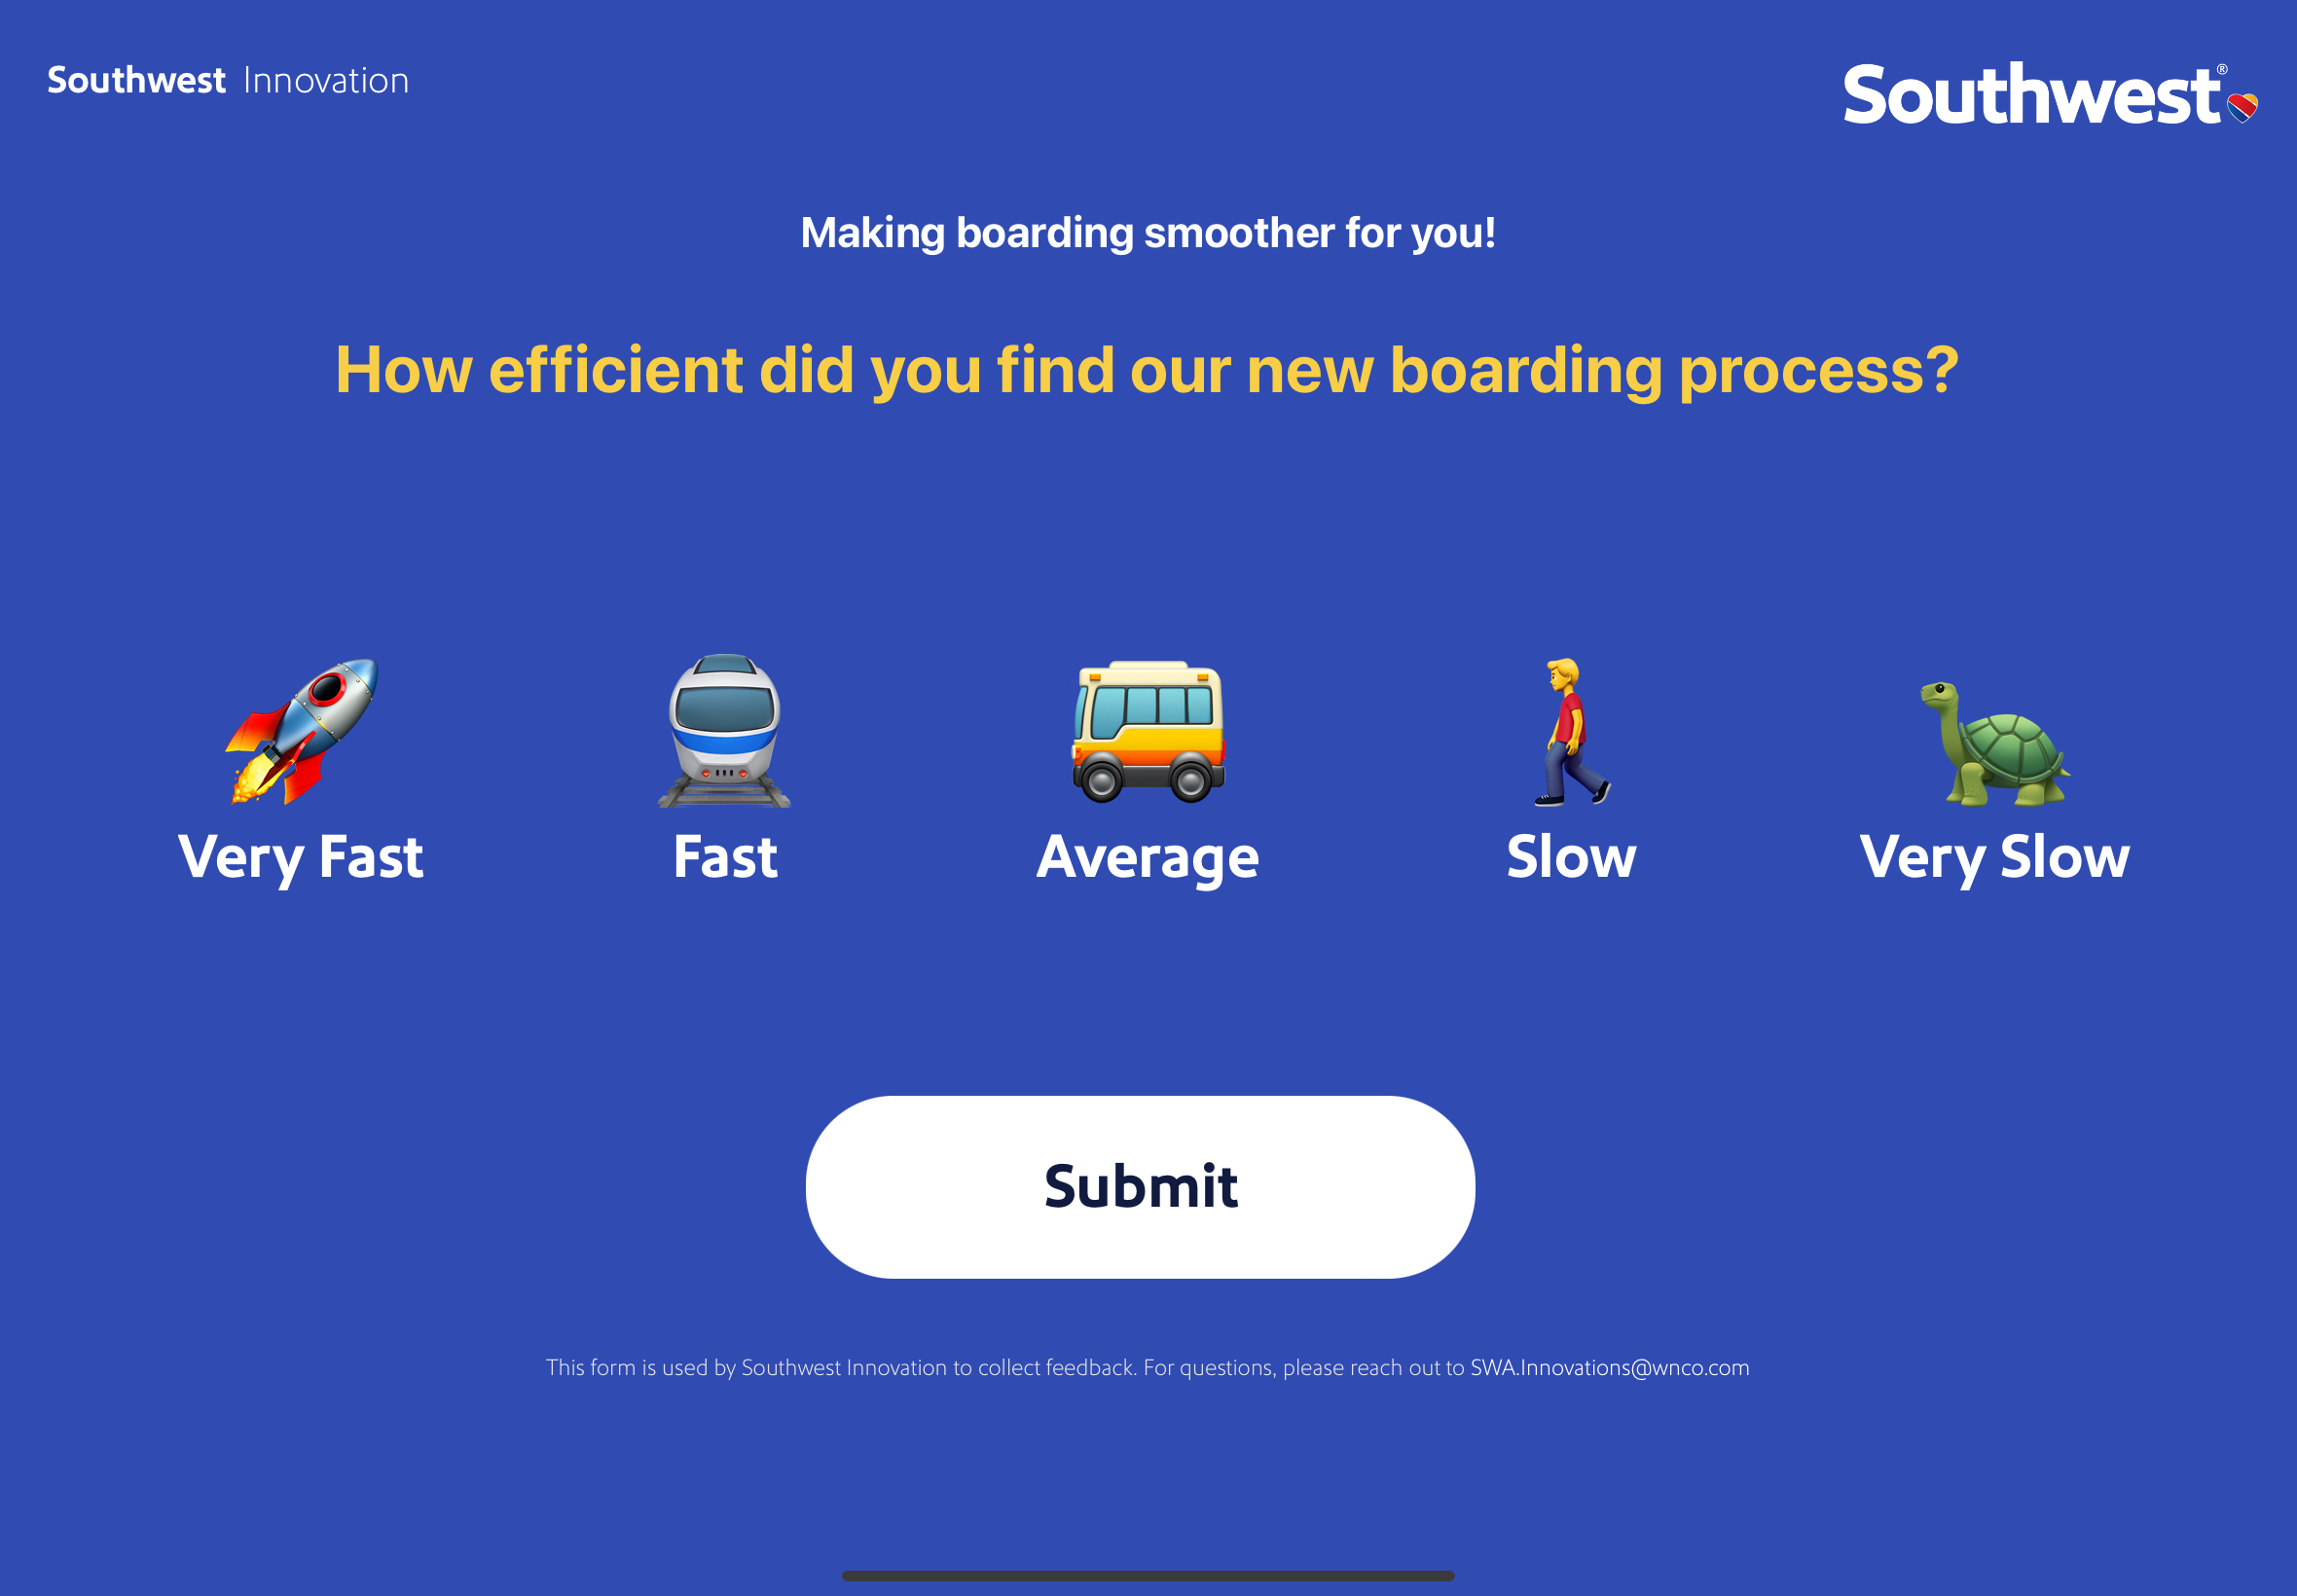 Southwest Innovation
Southwest®
Making boarding smoother for you!
How efficient did you find our new boarding process?
Very Fast
Fast
Average
Slow
Very Slow
Submit
This form is used by Southwest Innovation to collect feedback. For questions, please reach out to SWA.Innovations@wnco.com